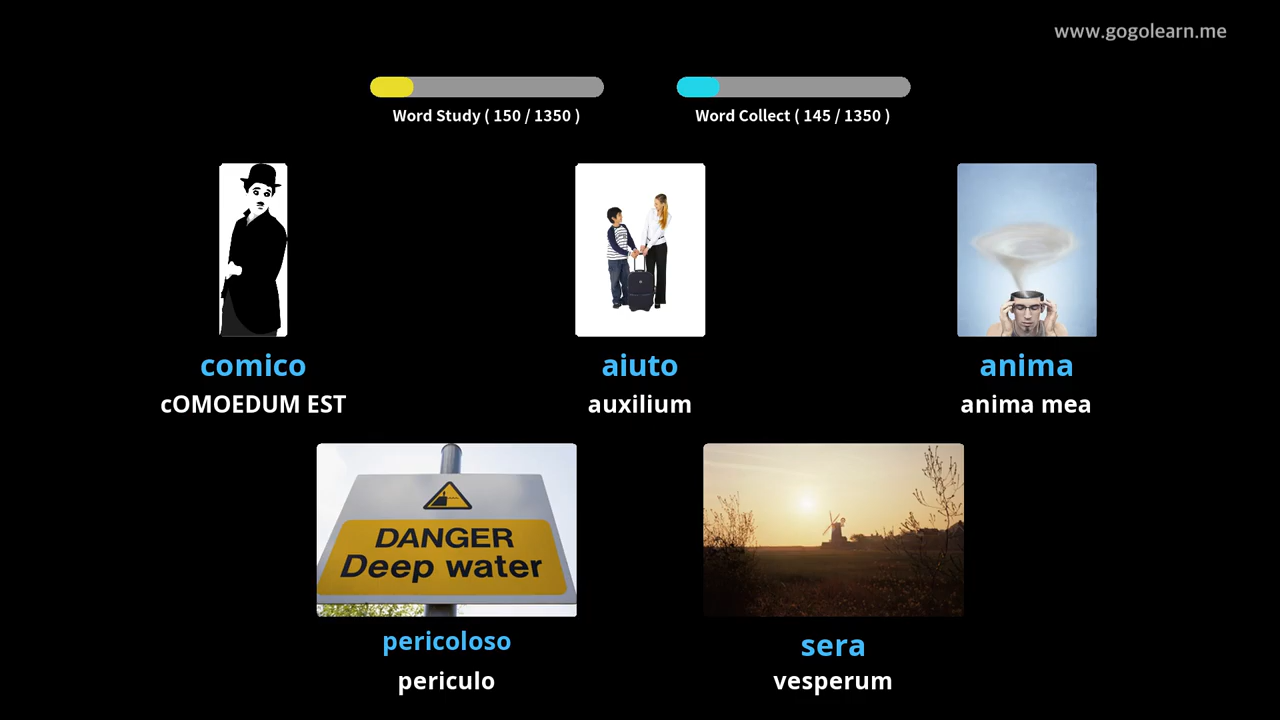 www.gogolearn.me
Word Study ( 150 / 1350 )
Word Collect ( 145 / 1350 )
comico
cOMOEDUM EST
aiuto
auxilium
anima
anima mea
DANGER
Deep water
pericoloso
periculo
sera
vesperum